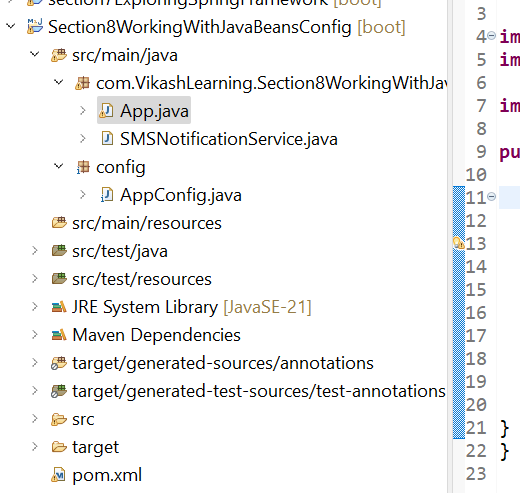 section7ExploringSpringFramework [boot]
Section8WorkingWithJavaBeansConfig [boot]
src/main/java
com.VikashLearning.Section8WorkingWithJav
App.java
SMSNotificationService.java
config
AppConfig.java
src/main/resources
src/test/java
src/test/resources
JRE System Library [JavaSE-21]
Maven Dependencies
target/generated-sources/annotations
target/generated-test-sources/test-annotations
src
target
pom.xml
3
4 im
5 im
6
7 im
8
9 pu
10
11
12
13
14
15
16
17
18
19
20
21 }
22 }
23